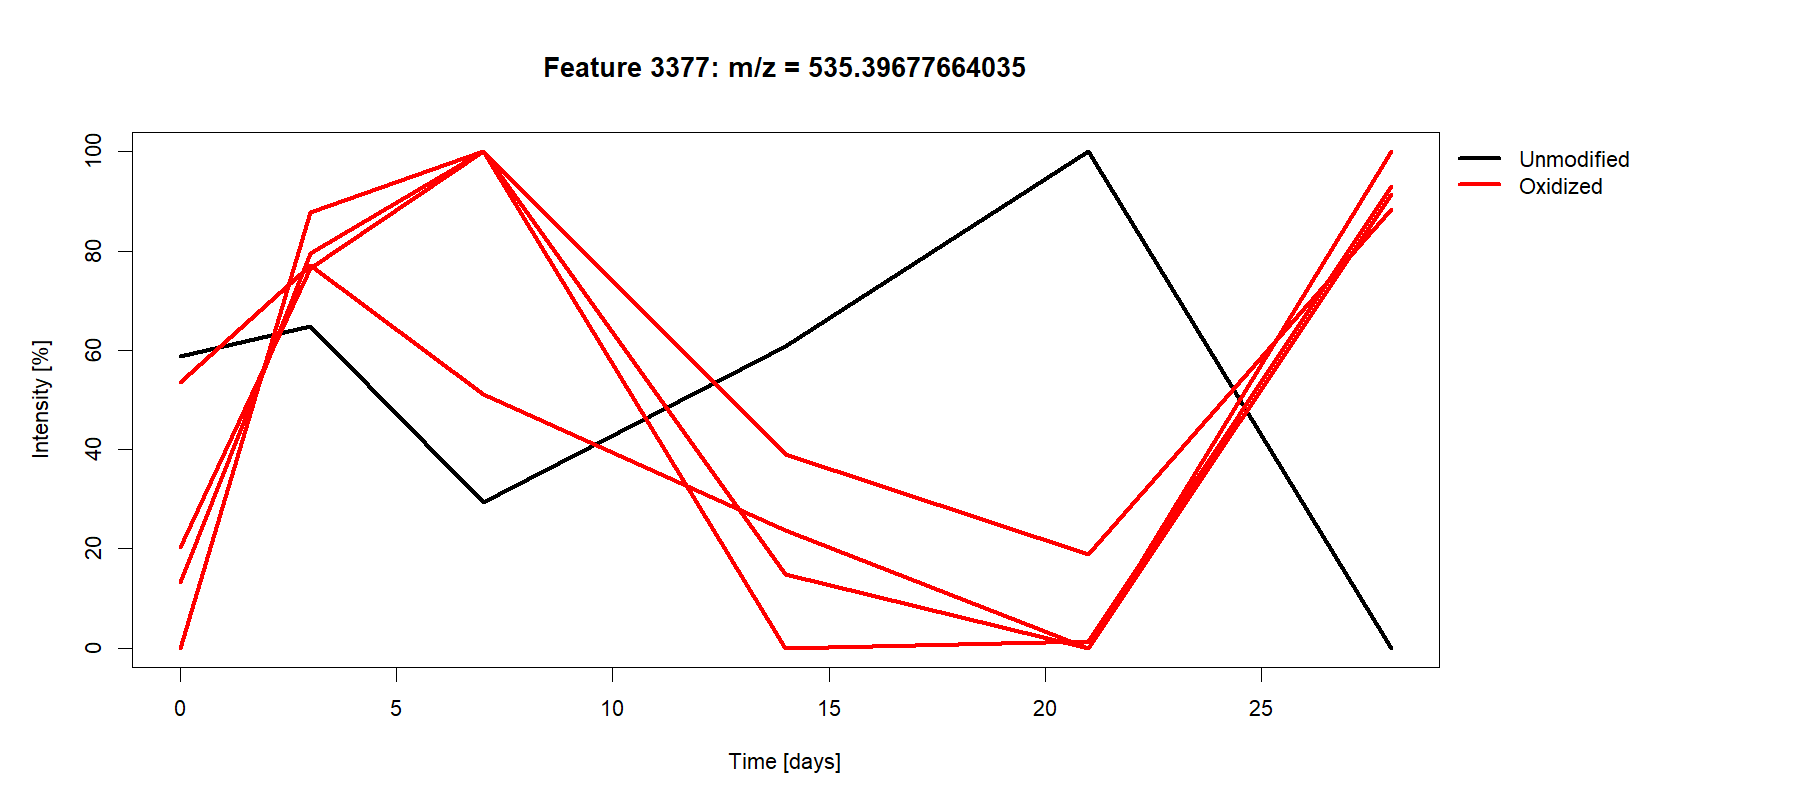 Feature 3377: m/z = 535.39677664035
Unmodified
Oxidized
Intensity [%]
100
80
60
40
20
0
0 5 10 15 20 25
Time [days]